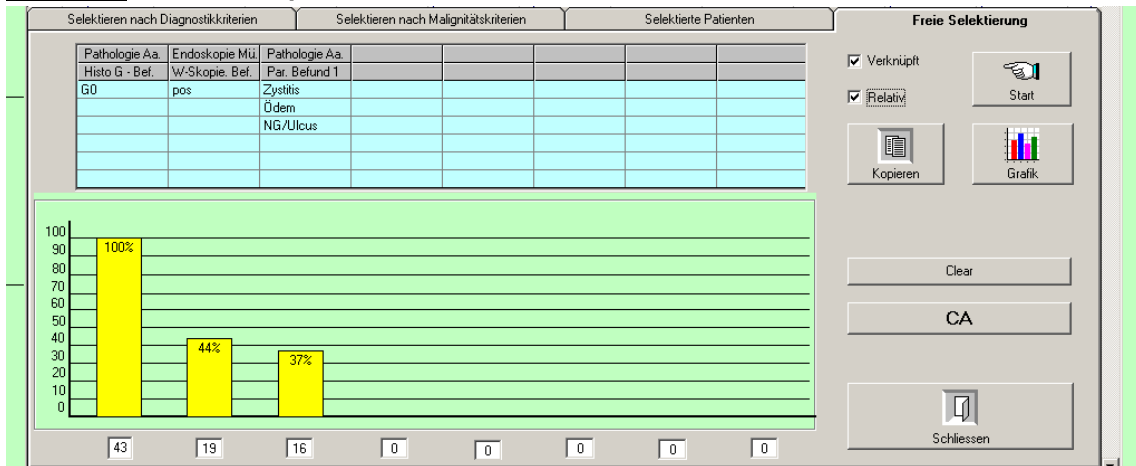 Selektieren nach Diagnostikkriterien Selektieren nach Malignitätskriterien Selektierte Patienten Freie Selektierung
Pathologie Aa. Endoskopie Mü. Pathologie Aa.
Histo G - Bef. W-Skopie. Bef. Par. Befund 1
G0 pos Zystitis
Ödem
NG/Ulcus
Verknüpft
Relativ
Start
Kopieren
Grafik
100
90
80
70
60
50
40
30
20
10
0
100%
44%
37%
43 19 16 0 0 0 0 0
Clear
CA
Schliessen